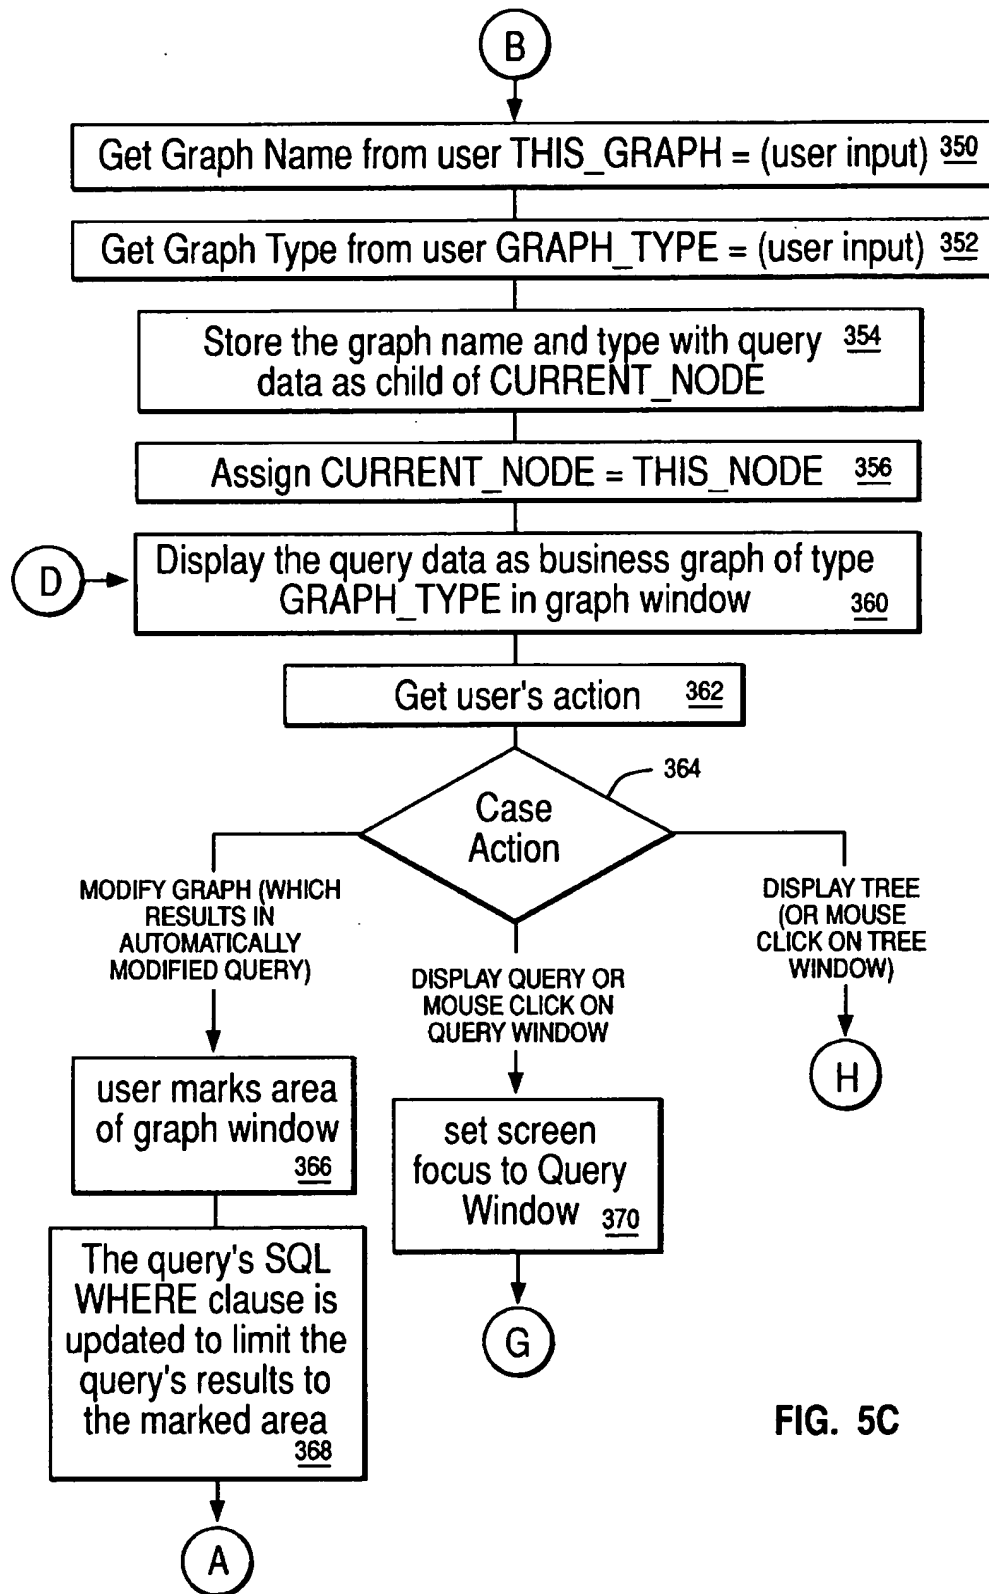 B
Get Graph Name from user THIS_GRAPH = (user input) 350
Get Graph Type from user GRAPH_TYPE = (user input) 352
Store the graph name and type with query 354
data as child of CURRENT_NODE
Assign CURRENT_NODE = THIS_NODE 356
D
Display the query data as business graph of type
GRAPH_TYPE in graph window 360
Get user's action 362
364
Case
Action
MODIFY GRAPH (WHICH
RESULTS IN
AUTOMATICALLY
MODIFIED QUERY)
DISPLAY QUERY OR
MOUSE CLICK ON
QUERY WINDOW
DISPLAY TREE
(OR MOUSE
CLICK ON TREE
WINDOW)
user marks area
of graph window
366
set screen
focus to Query
Window 370
H
The query's SQL
WHERE clause is
updated to limit the
query's results to
the marked area
368
G
A
FIG. 5C